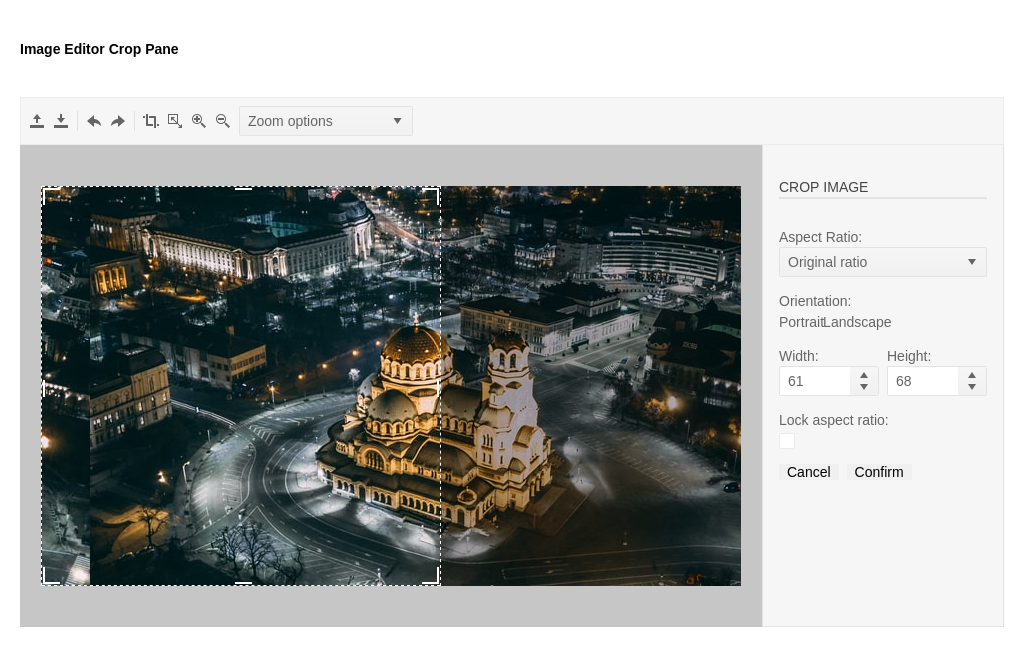 Image Editor Crop Pane
Zoom options
CROP IMAGE
Aspect Ratio:
Original ratio
Orientation:
PortraitLandscape
Width: Height:
61 68
Lock aspect ratio:
Cancel Confirm